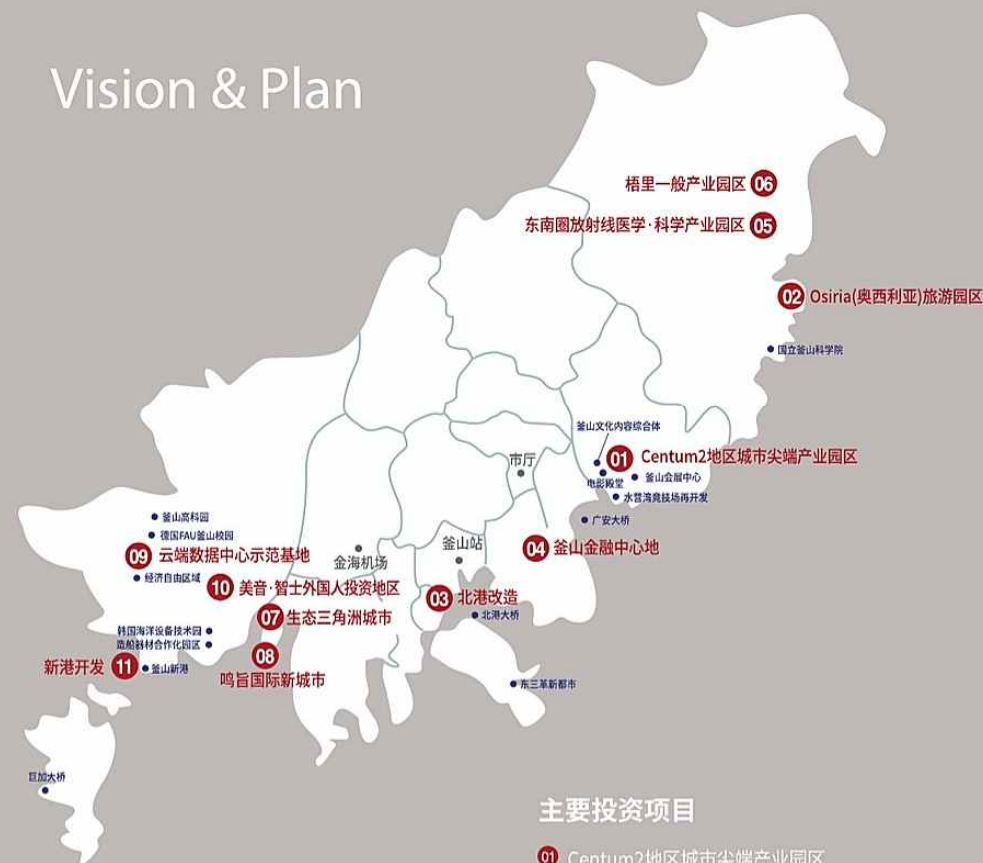 Vision & Plan
梧里一般产业园区 06
东南圈放射线医学·科学产业园区 05
02 Osiria(奥西利亚)旅游园区
国立釜山科学院
釜山文化内容综合体
01 Centum2地区城市尖端产业园区
市厅
电影殿堂
釜山会展中心
水营湾竞技场再开发
釜山高科园
广安大桥
德国FAU釜山校园
釜山站
04 釜山金融中心地
09 云端数据中心示范基地
金海机场
经济自由区域
10 美音·智士外国人投资地区
03 北港改造
北港大桥
07 生态三角洲城市
韩国海洋设备技术园
造船器材合作化园区
08
鸣旨国际新城市
新港开发 11
釜山新港
东三革新都市
巨加大桥
主要投资项目
01 Centum2地区城市尖端产业园区